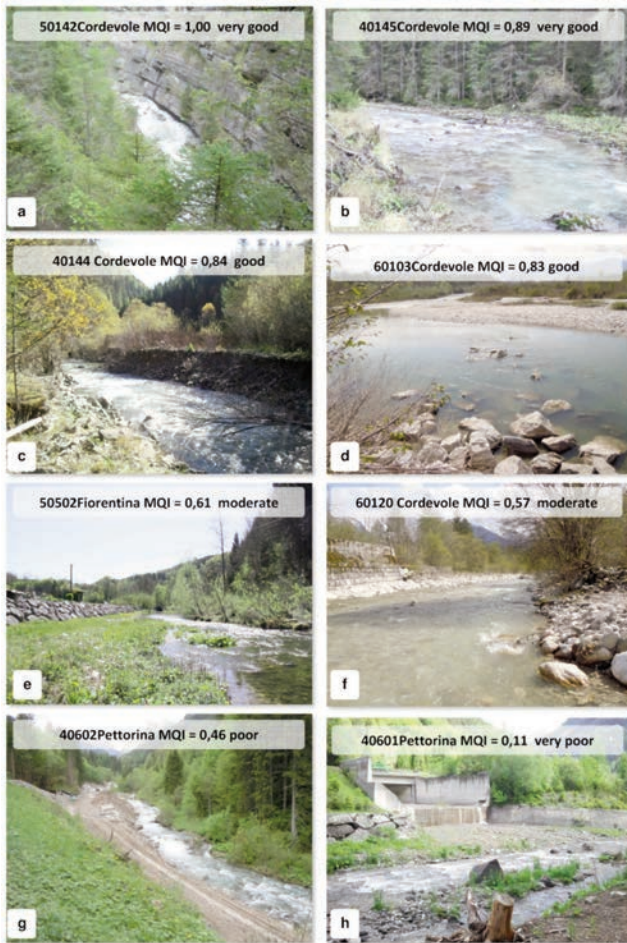 50142Cordevole MQI = 1,00 very good
a
40145Cordevole MQI = 0,89 very good
b
40144 Cordevole MQI = 0,84 good
c
60103Cordevole MQI = 0,83 good
d
50502Fiorentina MQI = 0,61 moderate
e
60120 Cordevole MQI = 0,57 moderate
f
40602Pettorina MQI = 0,46 poor
g
40601Pettorina MQI = 0,11 very poor
h